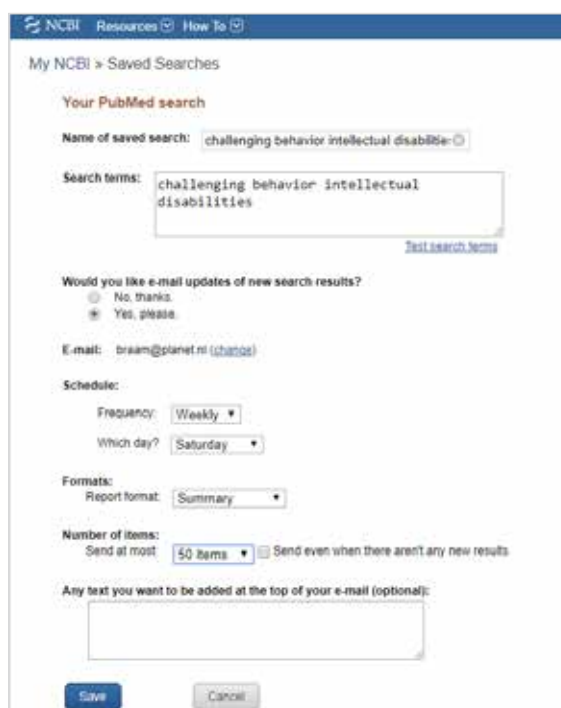 NCBI Resources How To
My NCBI » Saved Searches
Your PubMed search
Name of saved search: challenging behavior intellectual disabilitie
Search terms: challenging behavior intellectual
disabilities
Test search terms
Would you like e-mail updates of new search results?
No, thanks.
Yes, please.
E-mail: braam@planet.nl (change)
Schedule:
Frequency: Weekly
Which day? Saturday
Formats:
Report format: Summary
Number of items:
Send at most: 50 items Send even when there aren't any new results
Any text you want to be added at the top of your e-mail (optional):
Save Cancel